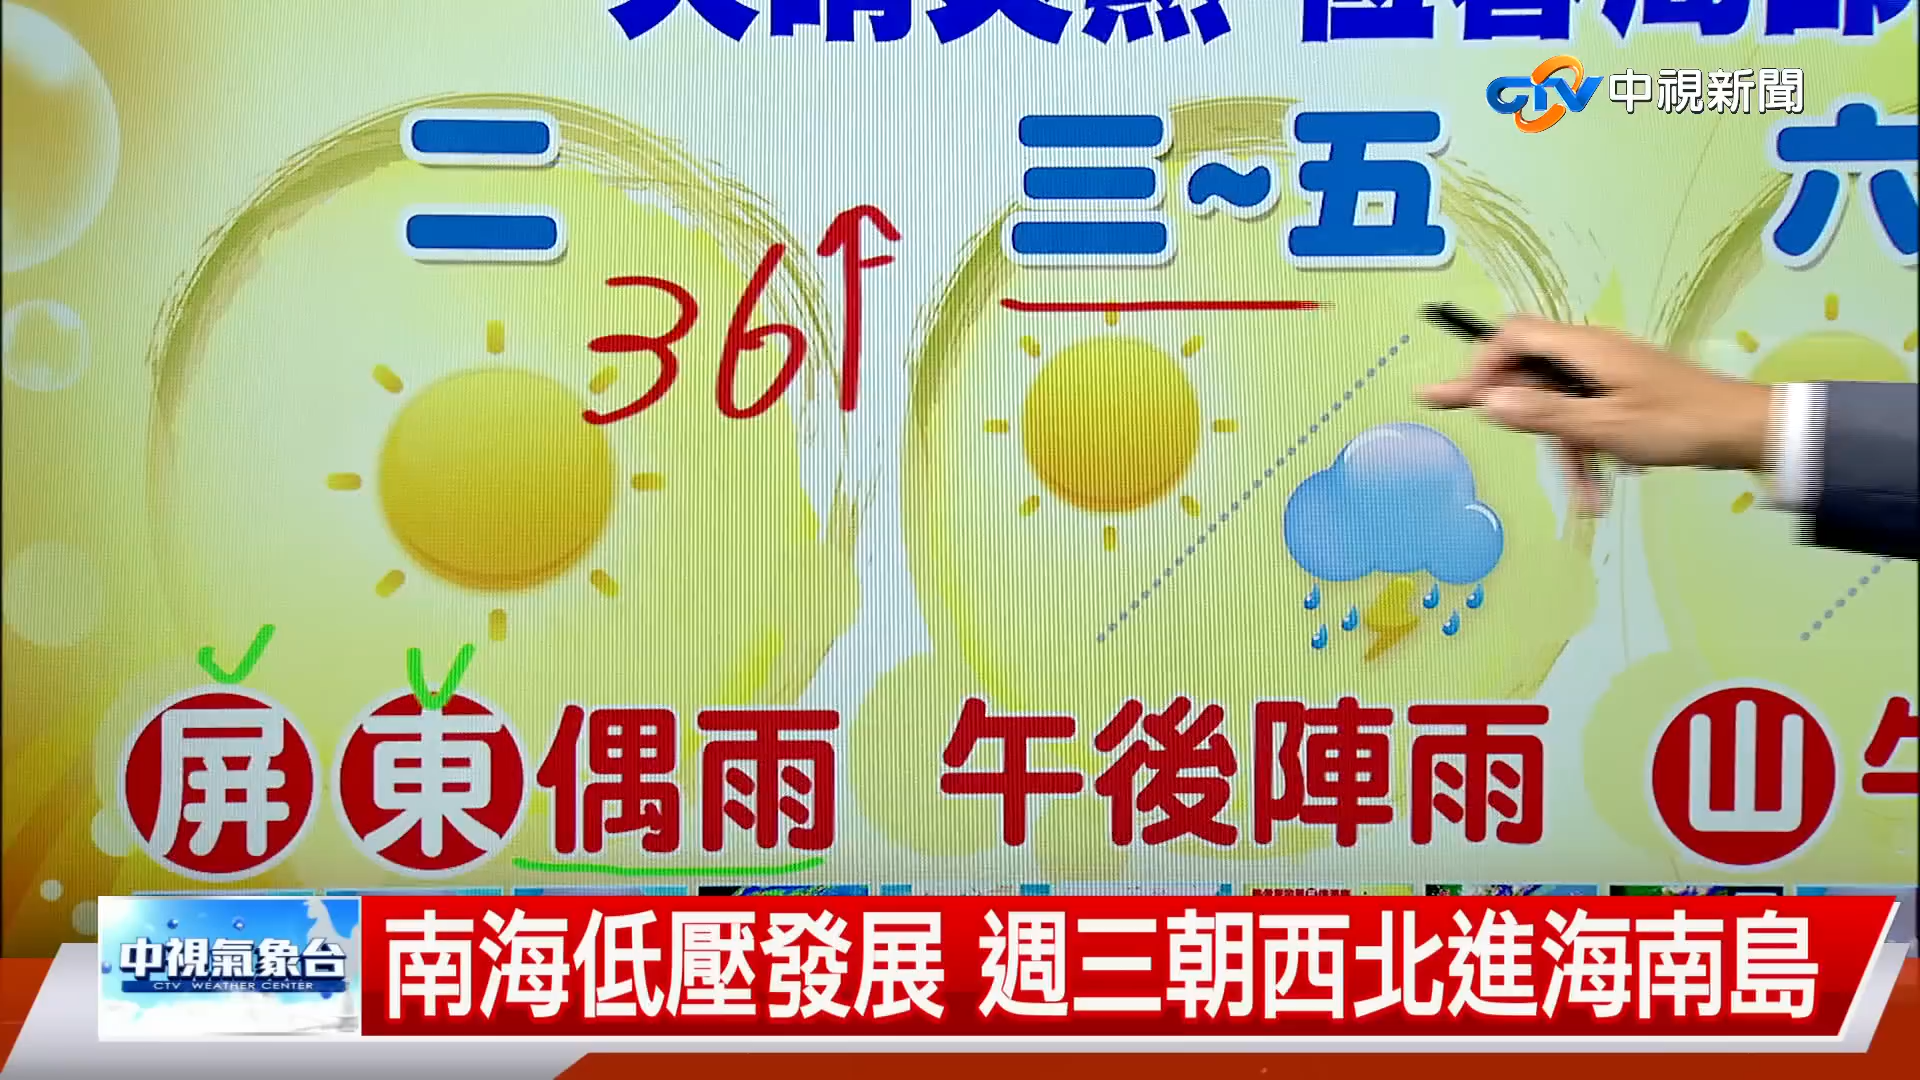 中視新聞
二
三~五
六
36↑
屏東偶雨
午後陣雨
山午
中視氣象台
CTV WEATHER CENTER
南海低壓發展 週三朝西北進海南島